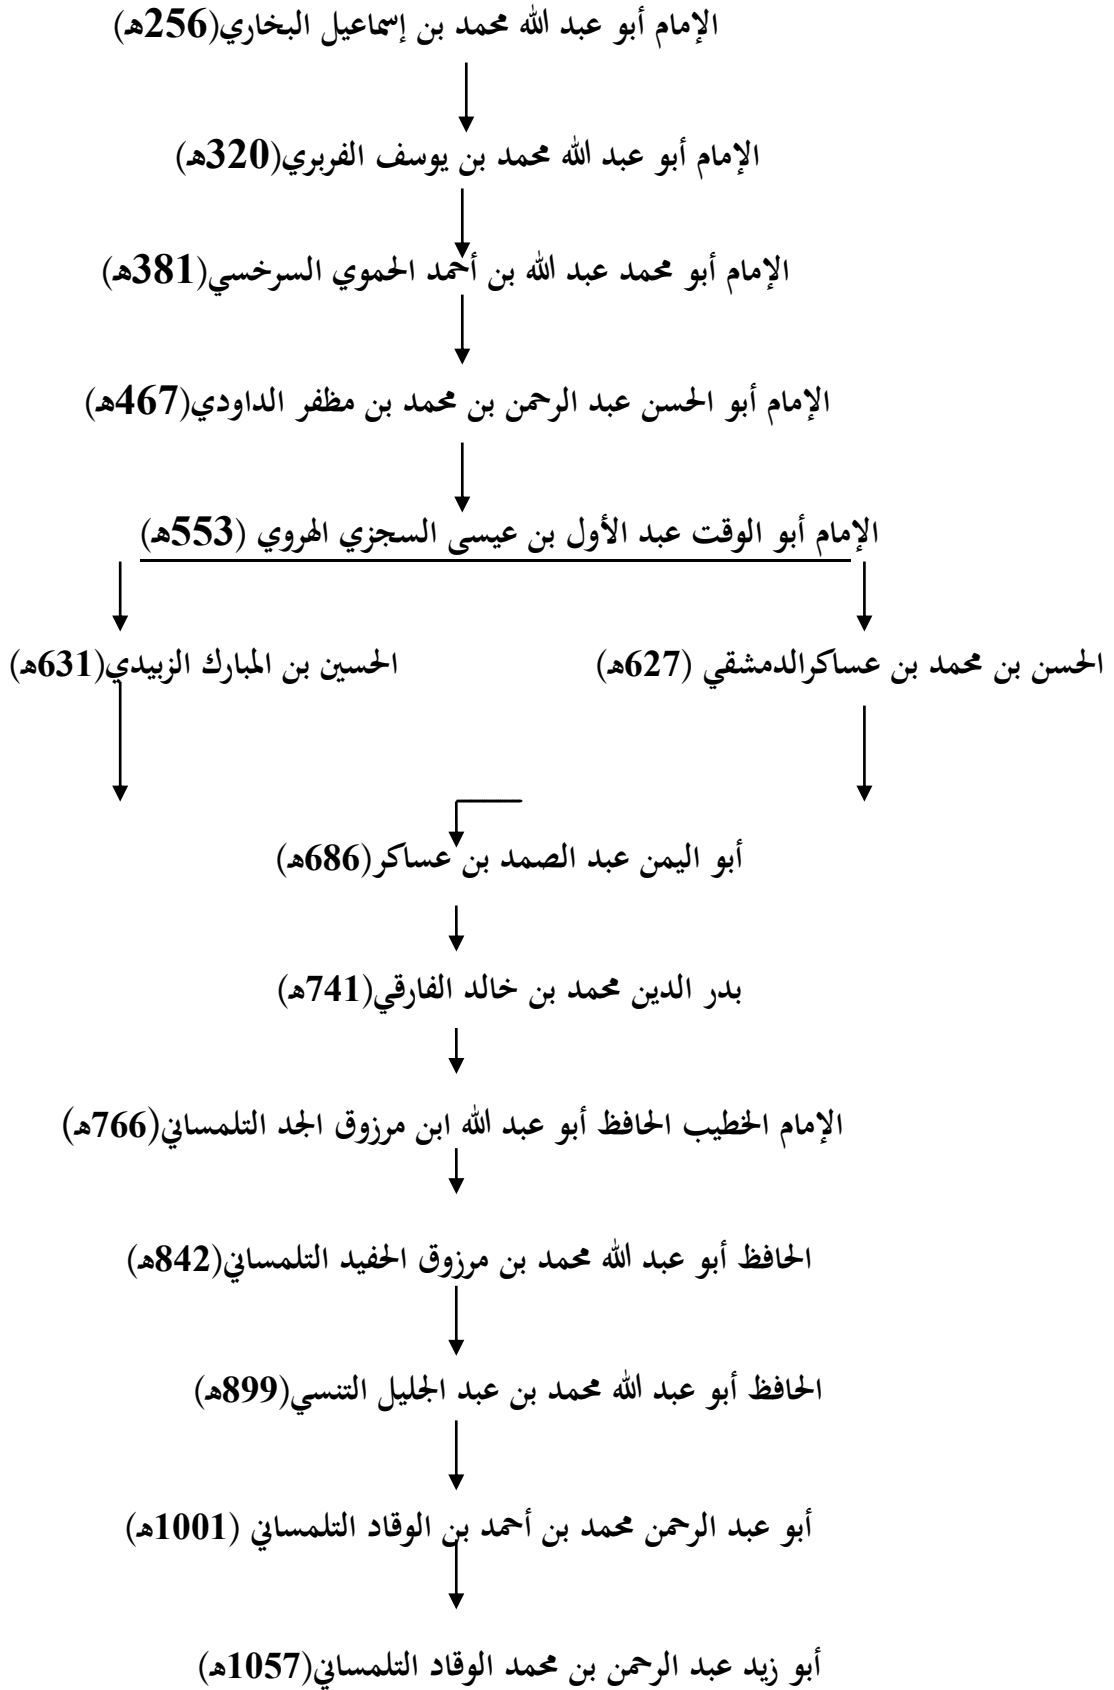 الإمام أبو عبد الله محمد بن إسماعيل البخاري(256هـ)
الإمام أبو عبد الله محمد بن يوسف الفربري(320هـ)
الإمام أبو محمد عبد الله بن أحمد الحموي السرخسي(381هـ)
الإمام أبو الحسن عبد الرحمن بن محمد بن مظفر الداودي(467هـ)
الإمام أبو الوقت عبد الأول بن عيسى السجزي الهروي (553هـ)
الحسن بن محمد بن عساكرالدمشقي (627هـ)
الحسين بن المبارك الزبيدي(631هـ)
أبو اليمن عبد الصمد بن عساكر(686هـ)
بدر الدين محمد بن خالد الفارقي(741هـ)
الإمام الخطيب الحافظ أبو عبد الله ابن مرزوق الجد التلمساني(766هـ)
الحافظ أبو عبد الله محمد بن مرزوق الحفيد التلمساني(842هـ)
الحافظ أبو عبد الله محمد بن عبد الجليل التنسي(899هـ)
أبو عبد الرحمن محمد بن أحمد بن الوقاد التلمساني (1001هـ)
أبو زيد عبد الرحمن بن محمد الوقاد التلمساني(1057هـ)